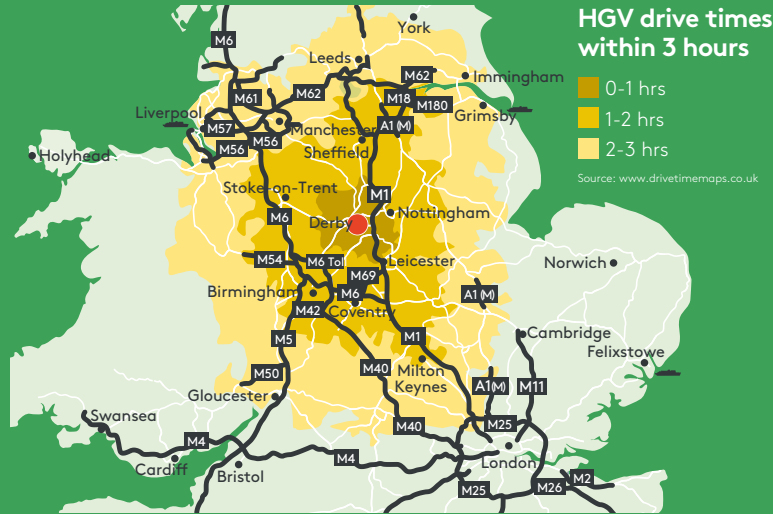 HGV drive times
within 3 hours
0-1 hrs
1-2 hrs
2-3 hrs
Source: www.drivetimemaps.co.uk
York
M6
Leeds
M62
Immingham
M61
M62
M18
M180
Grimsby
Liverpool
M57
A1(M)
Manchester
M56
M56
Sheffield
Holyhead
Stoke-on-Trent
M1
M6
Derby
Nottingham
M54
M6 Tol
Leicester
Norwich
M69
Birmingham
M6
A1(M)
M42
Coventry
M5
M1
Cambridge
Felixstowe
M50
M40
Milton
Keynes
A1(M)
M11
Gloucester
Swansea
M40
M25
M4
M4
London
Cardiff
Bristol
M25
M26
M2